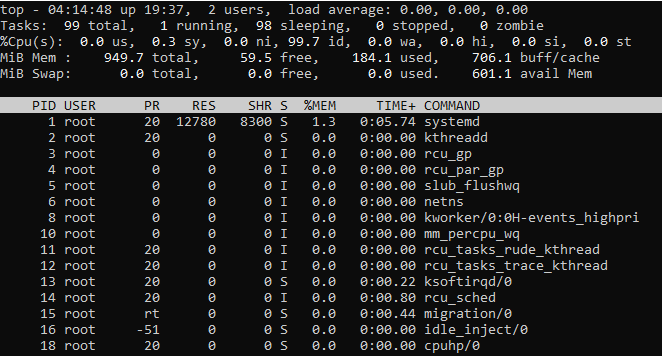 top - 04:14:48 up 19:37,  2 users,  load average: 0.00, 0.00, 0.00
Tasks:  99 total,   1 running,  98 sleeping,   0 stopped,   0 zombie
%Cpu(s):  0.0 us,  0.3 sy,  0.0 ni, 99.7 id,  0.0 wa,  0.0 hi,  0.0 si,  0.0 st
MiB Mem :    949.7 total,     59.5 free,    184.1 used,    706.1 buff/cache
MiB Swap:      0.0 total,      0.0 free,      0.0 used.    601.1 avail Mem
PID USER      PR    RES    SHR S  %MEM     TIME+ COMMAND
1 root      20  12780   8300 S   1.3   0:05.74 systemd
2 root      20      0      0 S   0.0   0:00.00 kthreadd
3 root       0      0      0 I   0.0   0:00.00 rcu_gp
4 root       0      0      0 I   0.0   0:00.00 rcu_par_gp
5 root       0      0      0 I   0.0   0:00.00 slub_flushwq
6 root       0      0      0 I   0.0   0:00.00 netns
8 root       0      0      0 I   0.0   0:00.00 kworker/0:0H-events_highpri
10 root       0      0      0 I   0.0   0:00.00 mm_percpu_wq
11 root      20      0      0 I   0.0   0:00.00 rcu_tasks_rude_kthread
12 root      20      0      0 I   0.0   0:00.00 rcu_tasks_trace_kthread
13 root      20      0      0 S   0.0   0:00.22 ksoftirqd/0
14 root      20      0      0 I   0.0   0:00.80 rcu_sched
15 root      rt      0      0 S   0.0   0:00.44 migration/0
16 root     -51      0      0 S   0.0   0:00.00 idle_inject/0
18 root      20      0      0 S   0.0   0:00.00 cpuhp/0